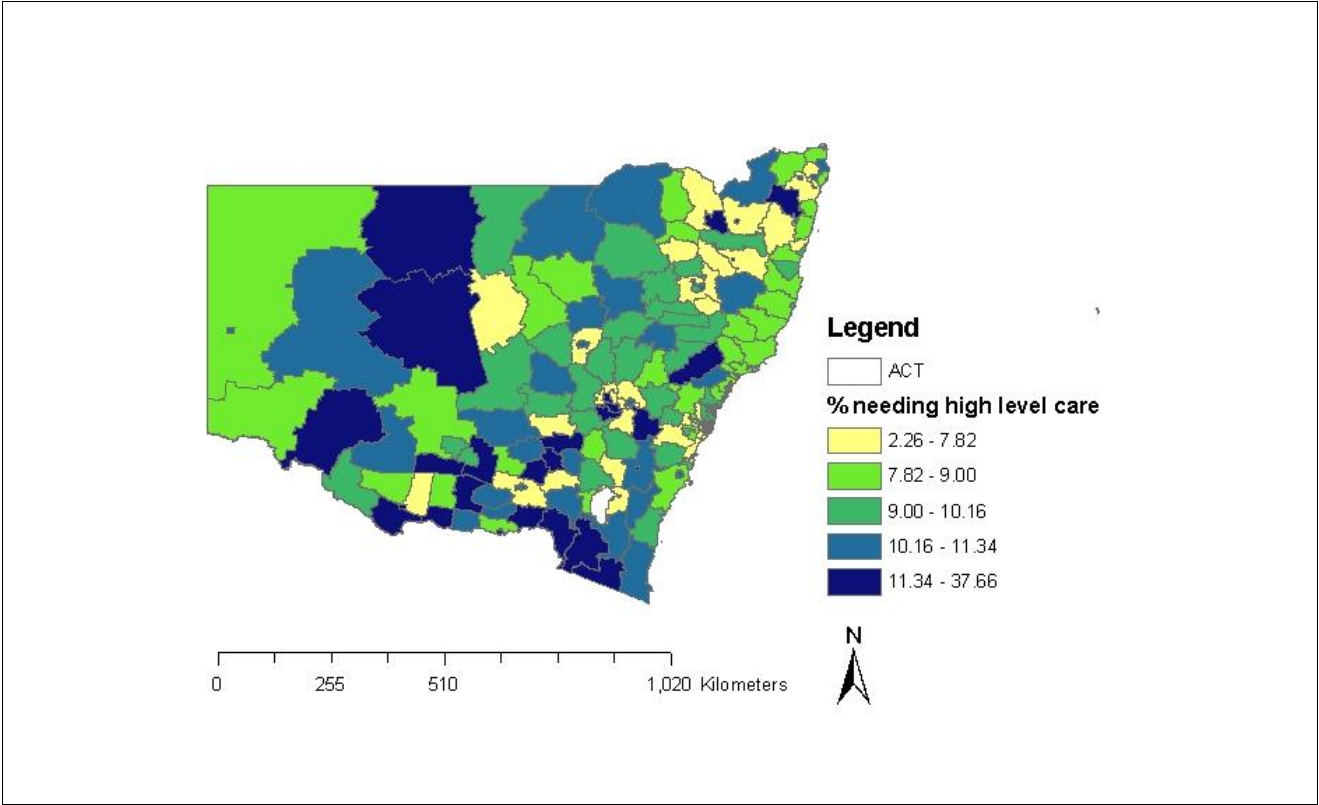 Legend
ACT
% needing high level care
2.26 - 7.82
7.82 - 9.00
9.00 - 10.16
10.16 - 11.34
11.34 - 37.66
N
0 255 510 1,020 Kilometers